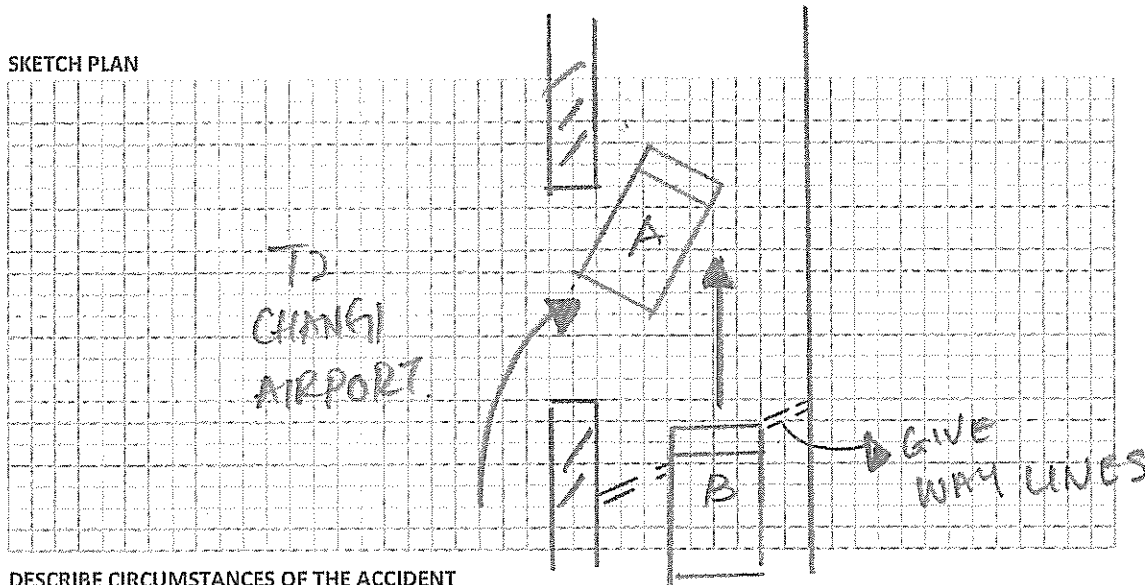 SKETCH PLAN
A
TO
CHANGI
AIRPORT.
GIVE
WAY LINES
B
DESCRIBE CIRCUMSTANCES OF THE ACCIDENT